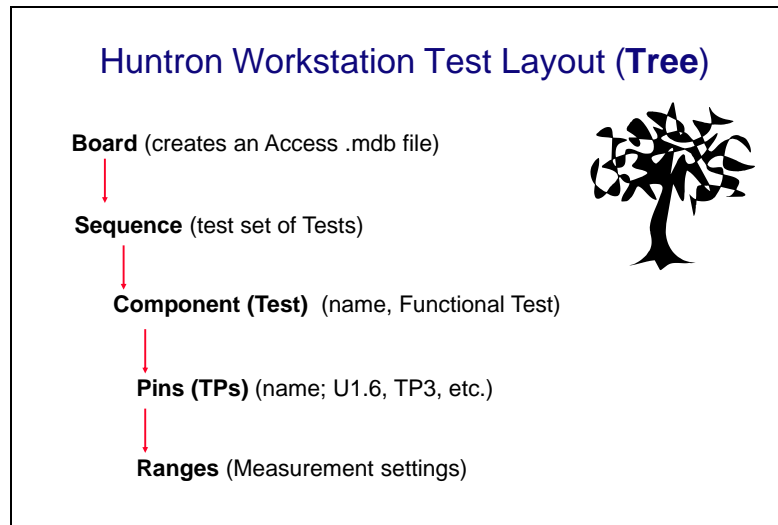 Huntron Workstation Test Layout (Tree)
Board (creates an Access .mdb file)
Sequence (test set of Tests)
Component (Test) (name, Functional Test)
Pins (TPs) (name; U1.6, TP3, etc.)
Ranges (Measurement settings)